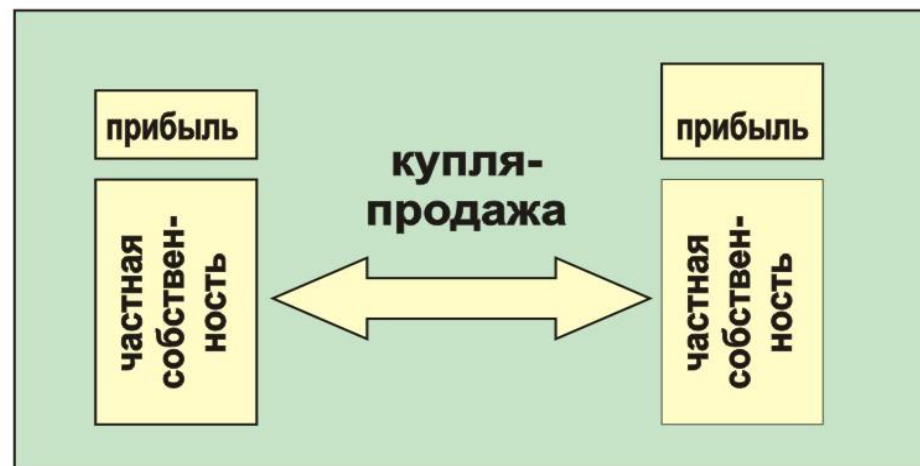 прибыль
частная
собствен-
ность
купля-
продажа
прибыль
частная
собствен-
ность